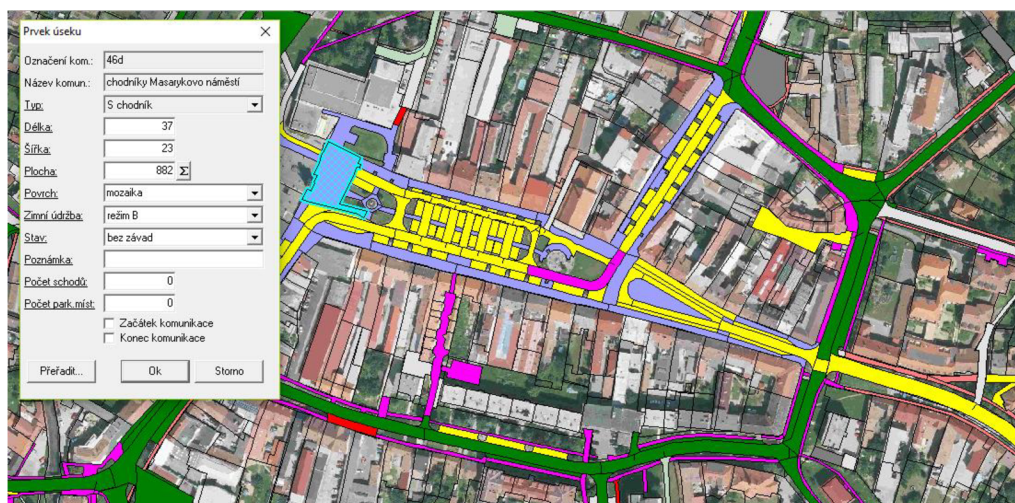 Prvek úseku
Označení kom.: 46d
Název komun.: chodníky Masarykovo náměstí
Typ: S chodník
Délka: 37
Šířka: 23
Plocha: 882 Σ
Povrch: mozaika
Zimní údržba: režim B
Stav: bez závad
Poznámka:
Počet schodů: 0
Počet park.míst: 0
Začátek komunikace
Konec komunikace
Přeřadit... Ok Storno